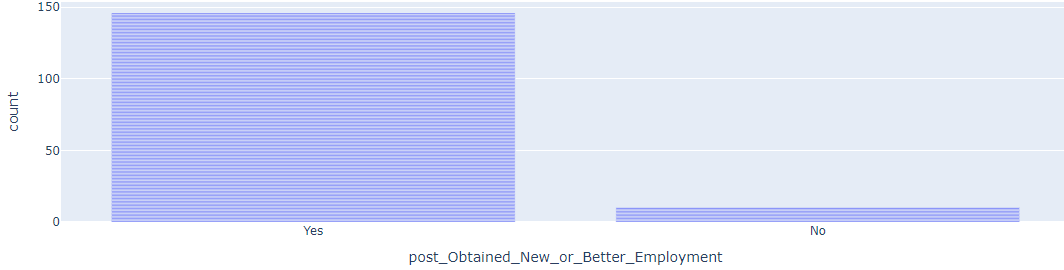 150
100
50
0
count
Yes
No
post_Obtained_New_or_Better_Employment